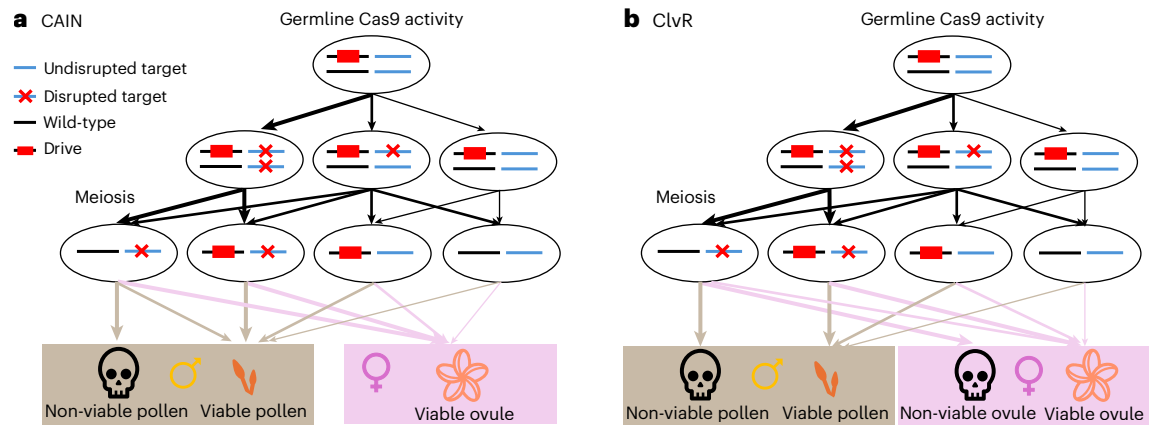 a CAIN
Germline Cas9 activity
Undisrupted target
Disrupted target
Wild-type
Drive
Meiosis
Non-viable pollen
Viable pollen
Viable ovule
b ClvR
Germline Cas9 activity
Meiosis
Non-viable pollen
Viable pollen
Non-viable ovule
Viable ovule